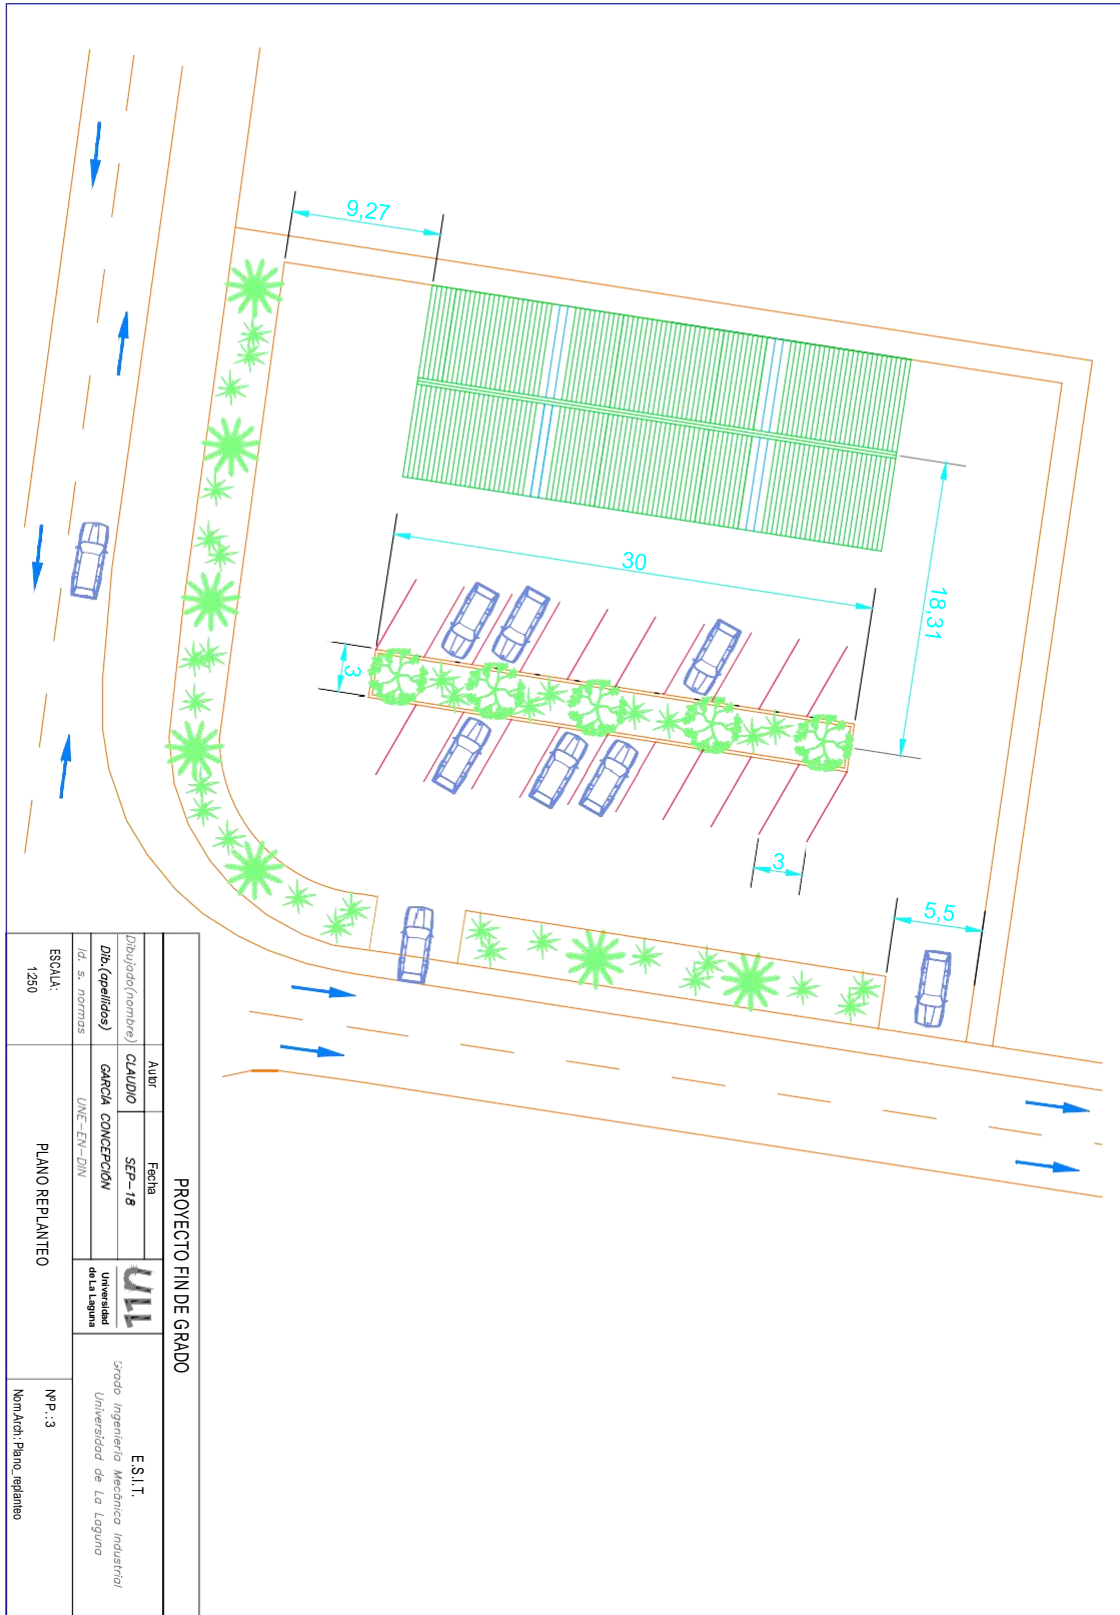 9,27
30
18,31
3
3
5,5
PROYECTO FIN DE GRADO
Autor Fecha
Dibujado(nombre) CLAUDIO SEP-18
Dib.(apellidos) GARCIA CONCEPCIÓN
Id. s. normas UNE-EN-DIN
ULL
Universidad
de La Laguna
E.S.I.T.
Grado Ingeniería Mecánica Industrial
Universidad de La Laguna
ESCALA:
1:250
PLANO REPLANTEO
NºP.:3
Nom.Arch: Plano_replanteo